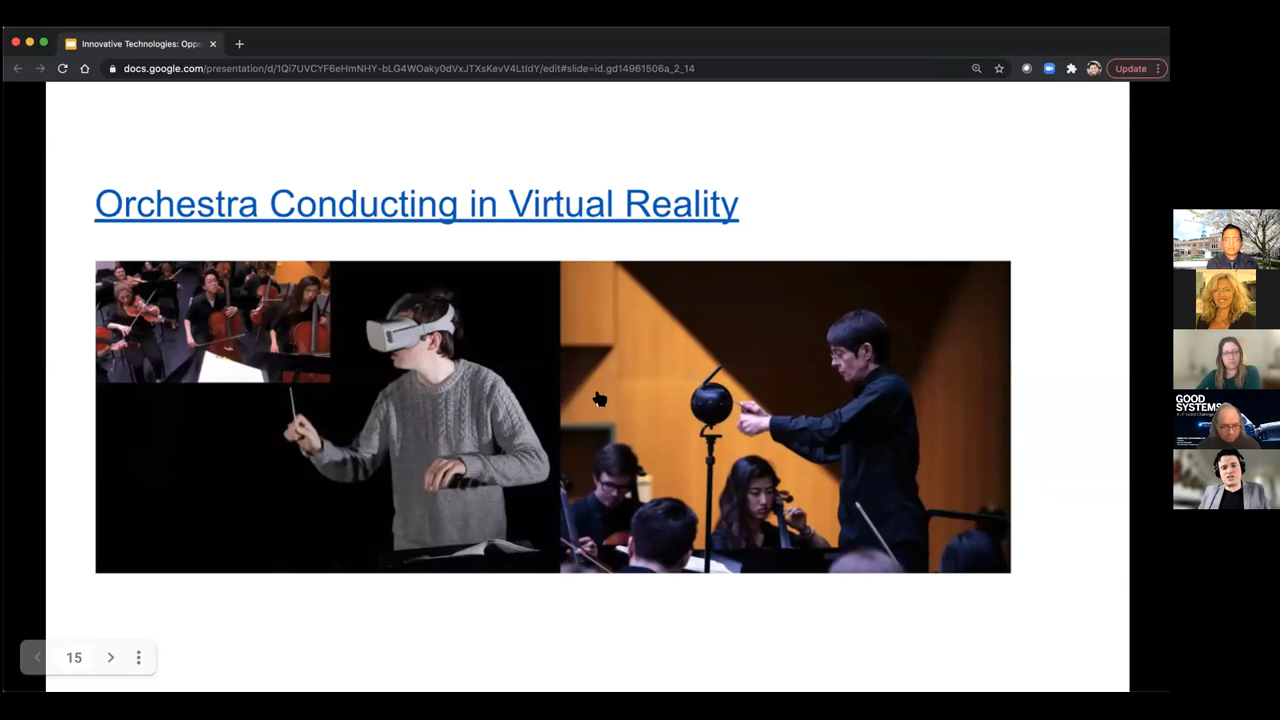 Innovative Technologies: Oppo
docs.google.com/presentation/d/1Qi7UVCYF6eHmNHY-bLG4WOaky0dVxJTXsKevV4LtIdY/edit#slide=id.gd14961506a_2_14
Update
Orchestra Conducting in Virtual Reality
GOOD
SYSTEMS
15